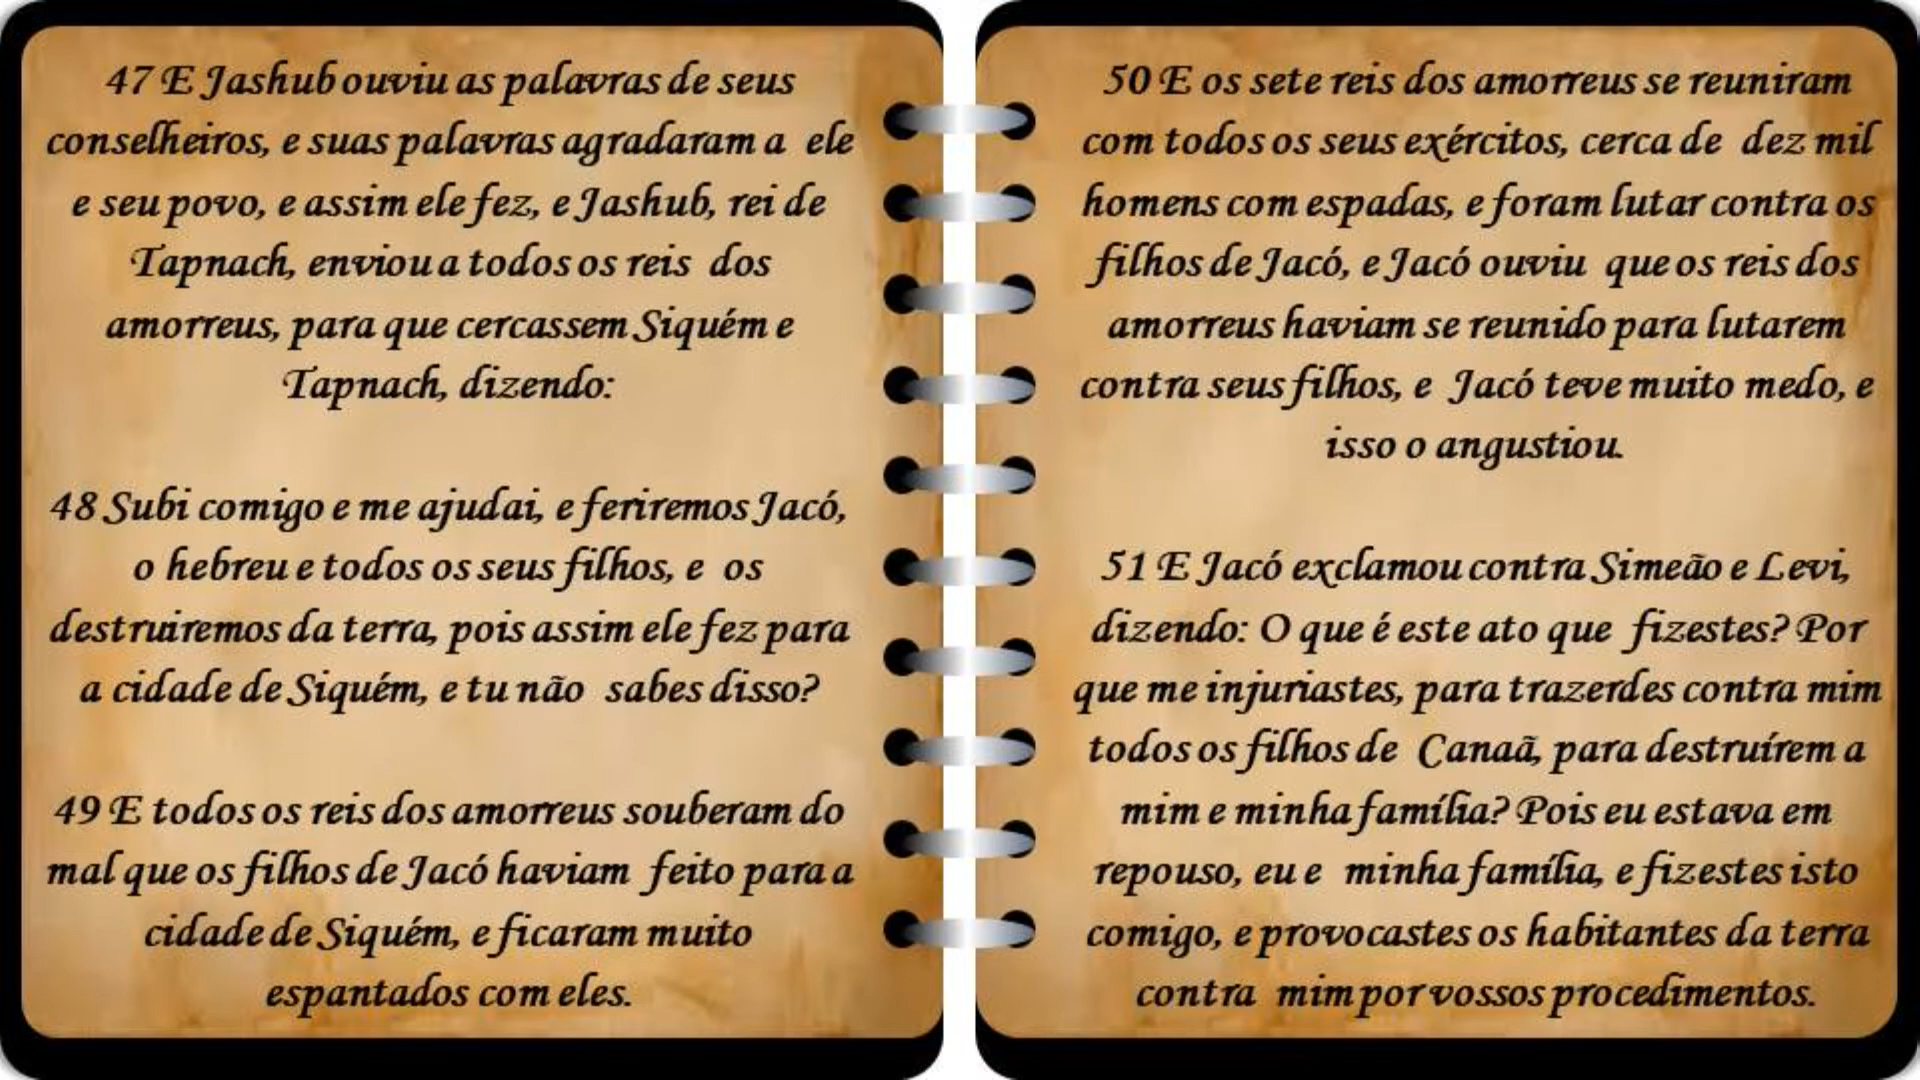 47 E Jashub ouviu as palavras de seus
conselheiros, e suas palavras agradaram a ele
e seu povo, e assim ele fez, e Jashub, rei de
Tapnach, enviou a todos os reis dos
amorreus, para que cercassem Siquém e
Tapnach, dizendo:
48 Subi comigo e me ajudai, e feriremos Jacó,
o hebreu e todos os seus filhos, e os
destruiremos da terra, pois assim ele fez para
a cidade de Siquém, e tu não sabes disso?
49 E todos os reis dos amorreus souberam do
mal que os filhos de Jacó haviam feito para a
cidade de Siquém, e ficaram muito
espantados com eles.
50 E os sete reis dos amorreus se reuniram
com todos os seus exércitos, cerca de dez mil
homens com espadas, e foram lutar contra os
filhos de Jacó, e Jacó ouviu que os reis dos
amorreus haviam se reunido para lutarem
contra seus filhos, e Jacó teve muito medo, e
isso o angustiou.
51 E Jacó exclamou contra Simeão e Levi,
dizendo: O que é este ato que fizestes? Por
que me injuriastes, para trazerdes contra mim
todos os filhos de Canaã, para destruírem a
mim e minha família? Pois eu estava em
repouso, eu e minha família, e fizestes isto
comigo, e provocastes os habitantes da terra
contra mim por vossos procedimentos.